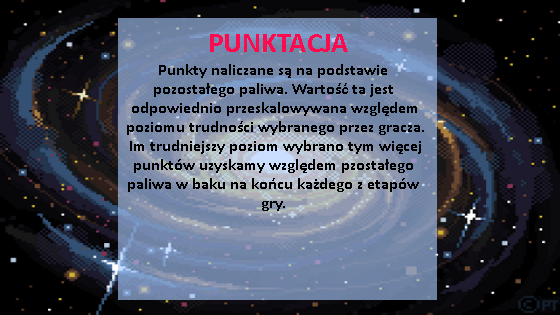 PUNKTACJA
Punkty naliczane są na podstawie
pozostałego paliwa. Wartość ta jest
odpowiednio przeskalowywana względem
poziomu trudności wybranego przez gracza.
Im trudniejszy poziom wybrano tym więcej
punktów uzyskamy względem pzostałego
paliwa w baku na końcu każdego z etapów
gry.
©PT